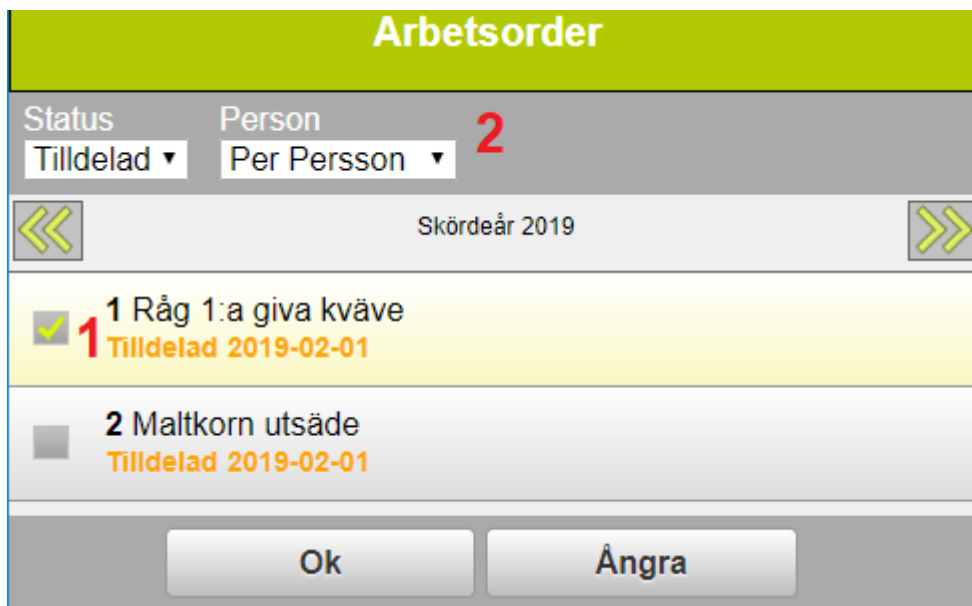 Arbetsorder
Status Person
Tilldelad Per Persson 2
Skördeår 2019
1 1 Råg 1:a giva kväve
Tilldelad 2019-02-01
2 Maltkorn utsäde
Tilldelad 2019-02-01
Ok Ångra